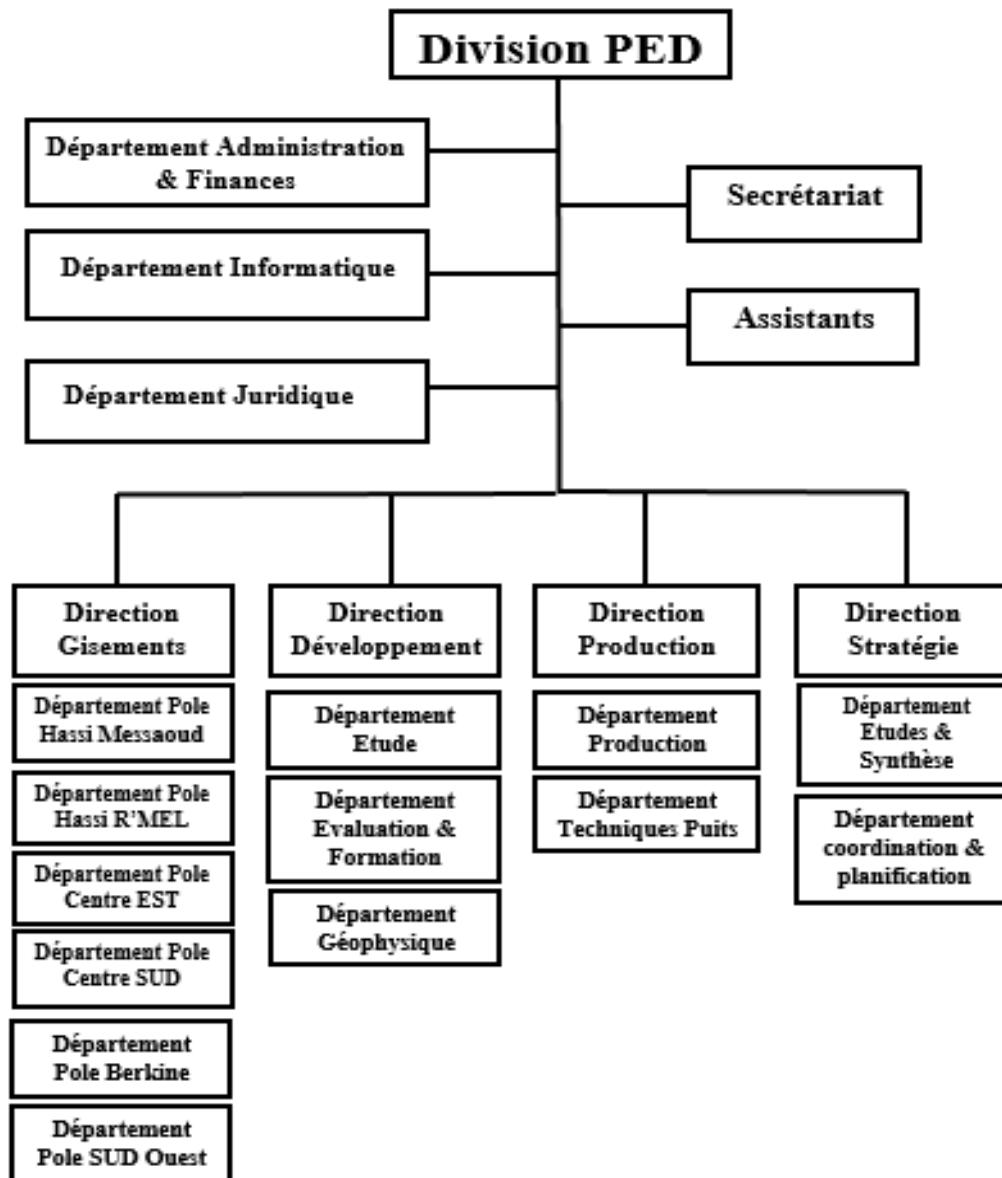 Division PED
Département Administration
& Finances
Secrétariat
Département Informatique
Assistants
Département Juridique
Direction
Gisements
Département Pole
Hassi Messaoud
Département Pole
Hassi R'MEL
Département Pole
Centre EST
Département Pole
Centre SUD
Département
Pole Berkine
Département
Pole SUD Ouest
Direction
Développement
Département
Etude
Département
Evaluation &
Formation
Département
Géophysique
Direction
Production
Département
Production
Département
Techniques Puits
Direction
Stratégie
Département
Etudes &
Synthèse
Département
coordination &
planification